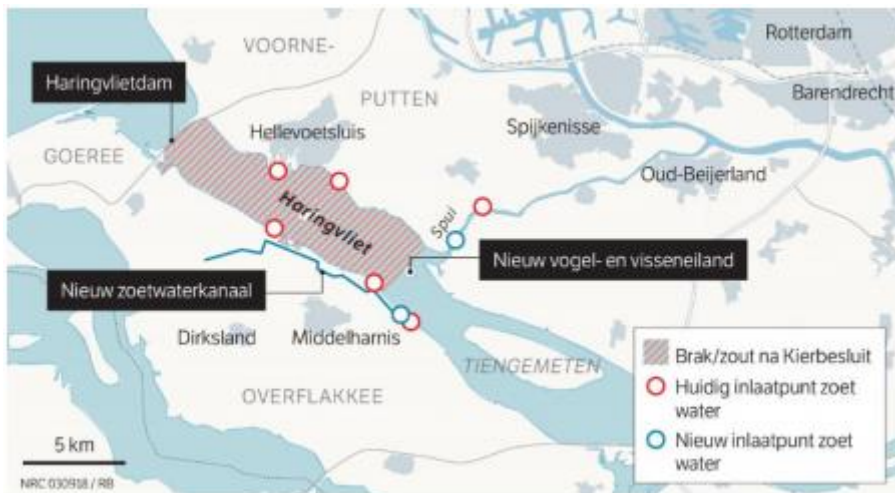 VOORNE-
PUTTEN
Rotterdam
Barendrecht
Haringvlietdam
Hellevoetsluis
Spijkenisse
GOEREE
Oud-Beijerland
Haringvliet
Spui
Nieuw vogel- en visseneiland
Nieuw zoetwaterkanaal
Dirksland
Middelharnis
TIENGEMETEN
OVERFLAKKEE
Brak/zout na Kierbesluit
Huidig inlaatpunt zoet
water
Nieuw inlaatpunt zoet
water
5 km
NRC 030918 / RB